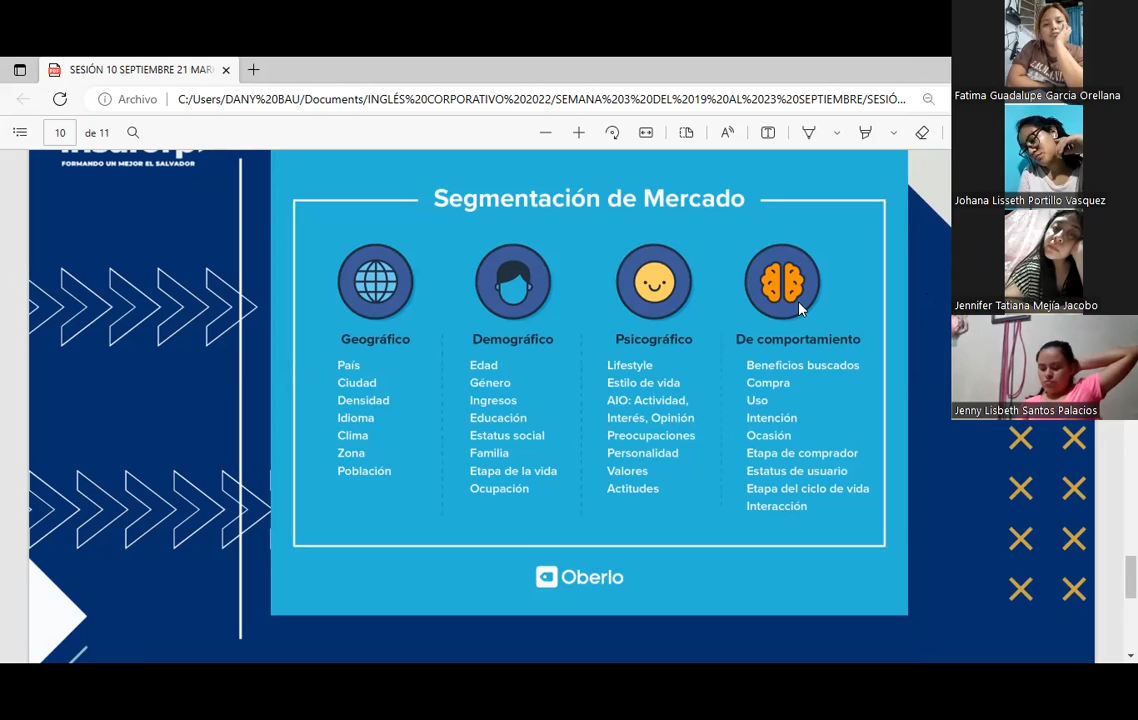 SESIÓN 10 SEPTIEMBRE 21 MAR
Archivo
C:/Users/DANY%20BAU/Documents/INGLÉS%20CORPORATIVO%202022/SEMANA%203%20DEL%2019%20AL%2023%20SEPTIEMBRE/SESIÓ...
10
de 11
FORMANDO UN MEJOR EL SALVADOR
Segmentación de Mercado
Geográfico
País
Ciudad
Densidad
Idioma
Clima
Zona
Población
Demográfico
Edad
Género
Ingresos
Educación
Estatus social
Familia
Etapa de la vida
Ocupación
Psicográfico
Lifestyle
Estilo de vida
AIO: Actividad,
Interés, Opinión
Preocupaciones
Personalidad
Valores
Actitudes
De comportamiento
Beneficios buscados
Compra
Uso
Intención
Ocasión
Etapa de comprador
Estatus de usuario
Etapa del ciclo de vida
Interacción
Oberlo
Fatima Guadalupe Garcia Orellana
Johana Lisseth Portillo Vasquez
Jennifer Tatiana Mejía Jacobo
Jenny Lisbeth Santos Palacios